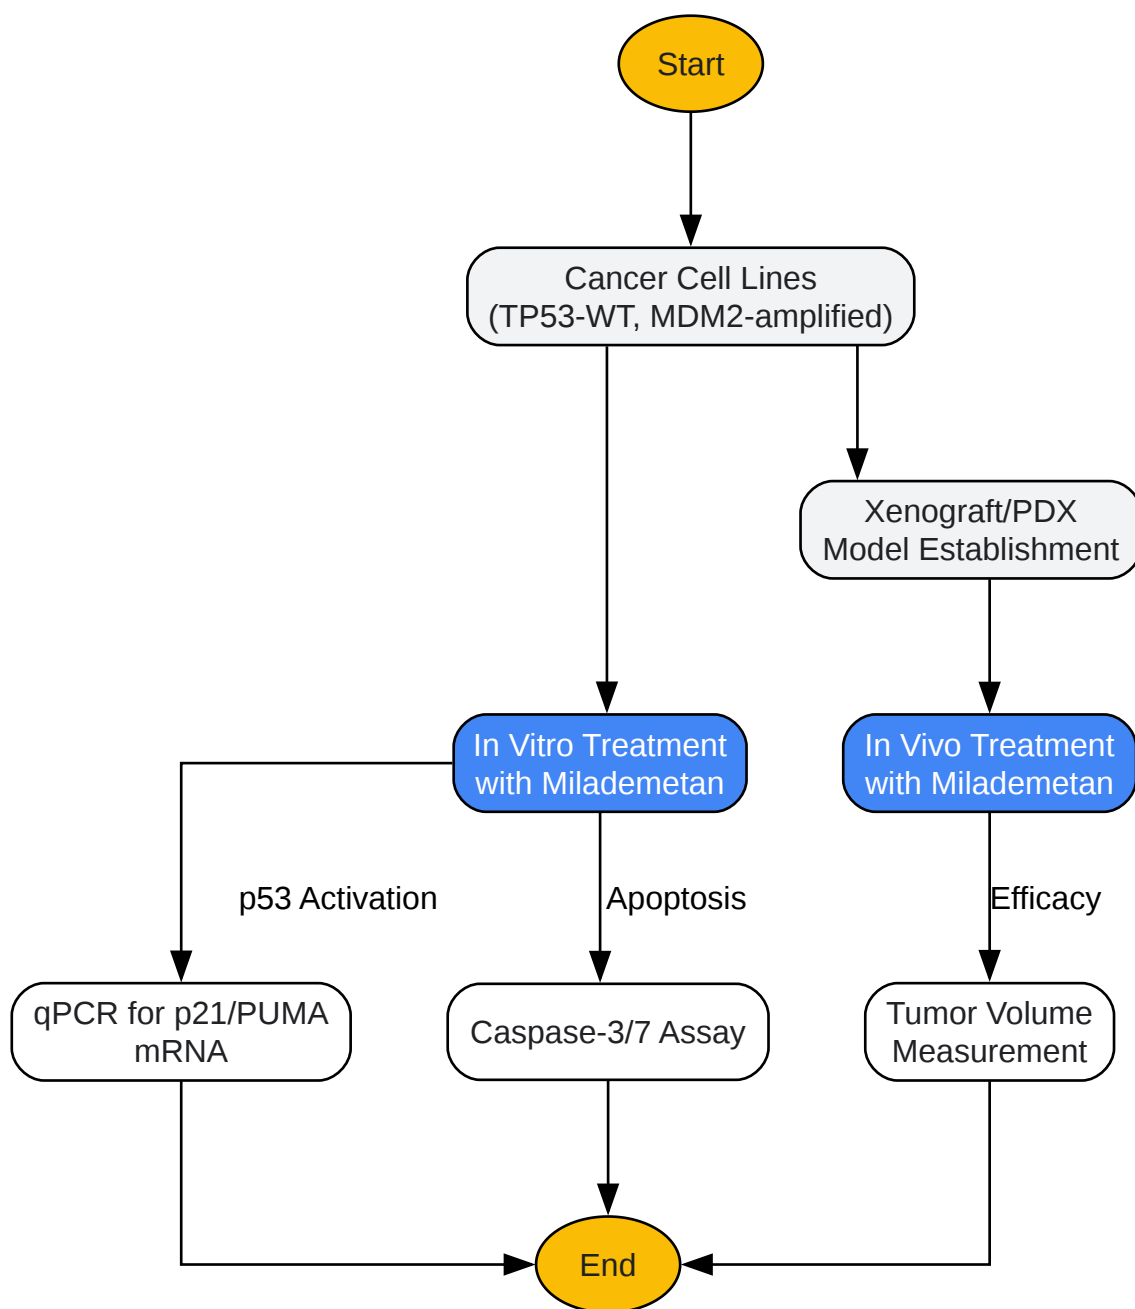 Start
Cancer Cell Lines
(TP53-WT, MDM2-amplified)
Xenograft/PDX
Model Establishment
In Vitro Treatment
with Milademetan
In Vivo Treatment
with Milademetan
p53 Activation
Apoptosis
Efficacy
qPCR for p21/PUMA
mRNA
Caspase-3/7 Assay
Tumor Volume
Measurement
End